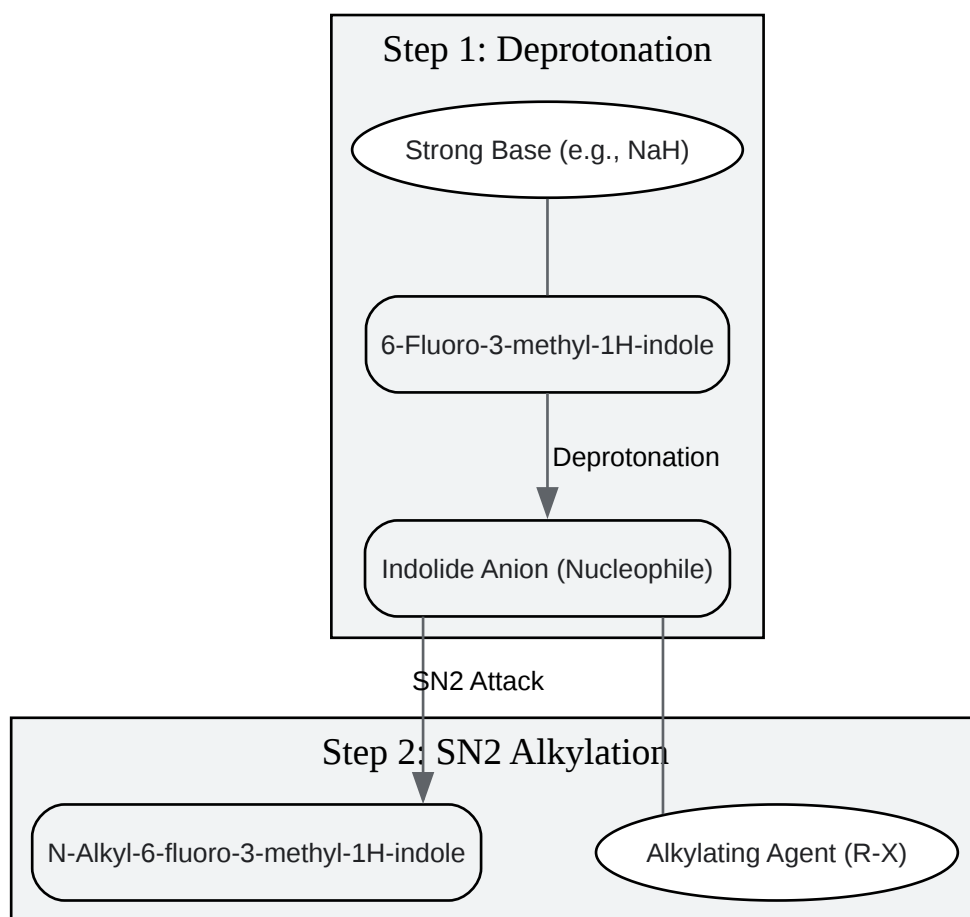 Step 1: Deprotonation
Strong Base (e.g., NaH)
6-Fluoro-3-methyl-1H-indole
Deprotonation
Indolide Anion (Nucleophile)
SN2 Attack
Step 2: SN2 Alkylation
N-Alkyl-6-fluoro-3-methyl-1H-indole
Alkylating Agent (R-X)